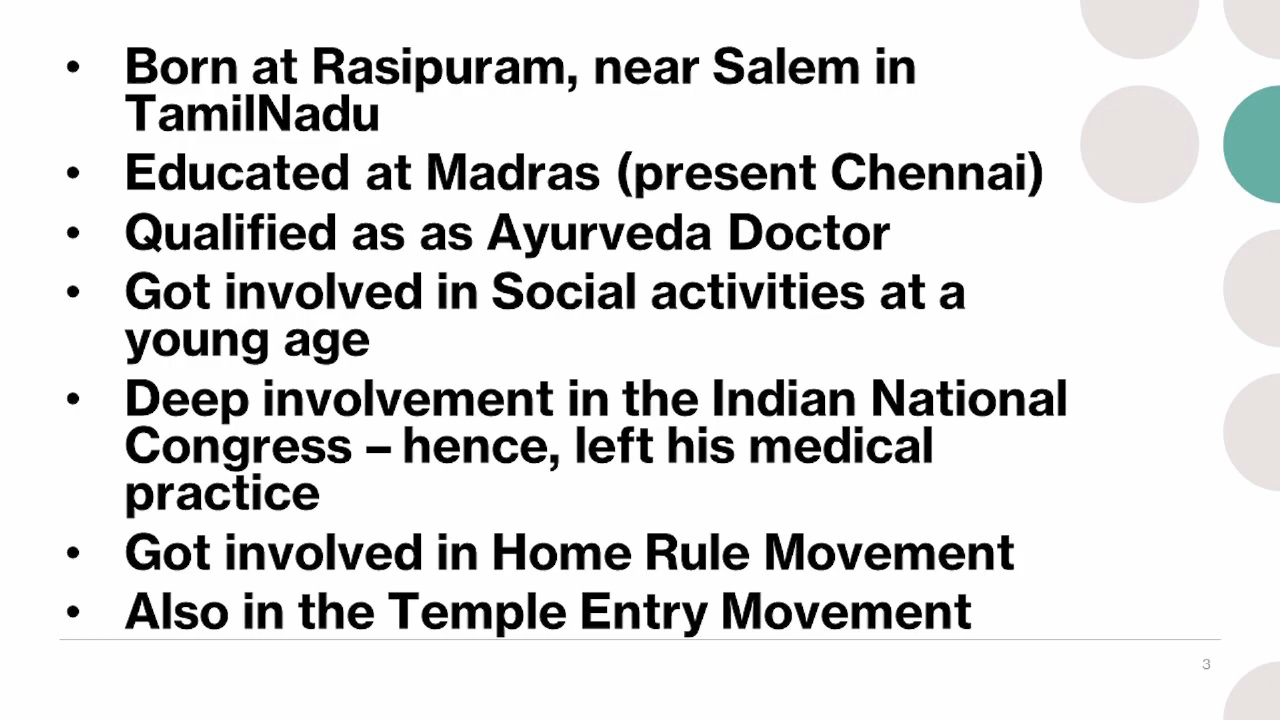 • Born at Rasipuram, near Salem in
TamilNadu
• Educated at Madras (present Chennai)
• Qualified as as Ayurveda Doctor
• Got involved in Social activities at a
young age
• Deep involvement in the Indian National
Congress – hence, left his medical
practice
• Got involved in Home Rule Movement
• Also in the Temple Entry Movement
3